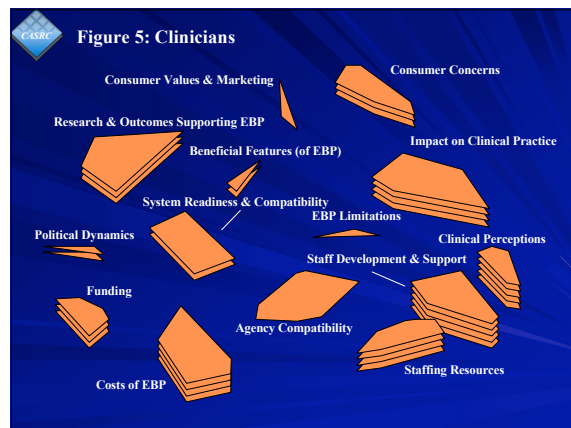 CASRC
Figure 5: Clinicians
Consumer Concerns
Consumer Values & Marketing
Research & Outcomes Supporting EBP
Impact on Clinical Practice
Beneficial Features (of EBP)
System Readiness & Compatibility
EBP Limitations
Political Dynamics
Clinical Perceptions
Staff Development & Support
Funding
Agency Compatibility
Staffing Resources
Costs of EBP